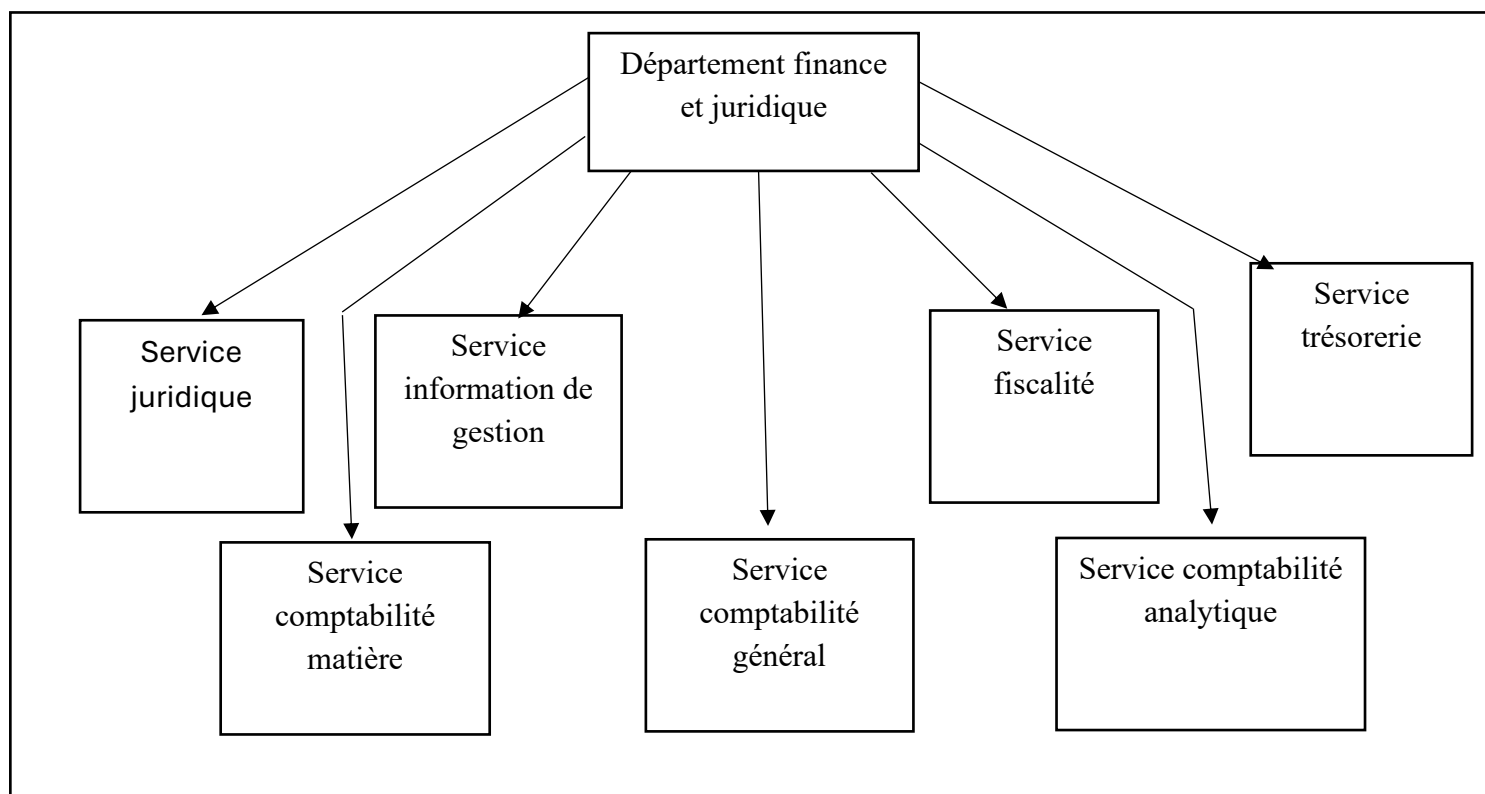 Département finance
et juridique
Service
juridique
Service
information de
gestion
Service
fiscalité
Service
trésorerie
Service
comptabilité
matière
Service
comptabilité
général
Service comptabilité
analytique